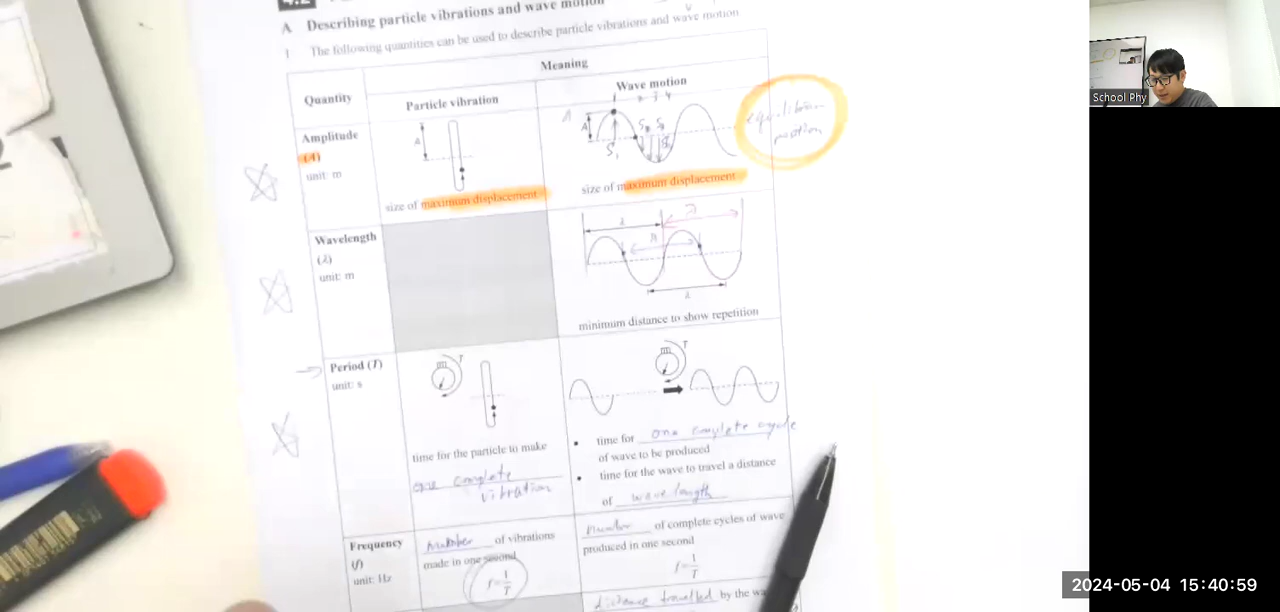 4.2
A Describing particle vibrations and wave motion
1 The following quantities can be used to describe particle vibrations and wave motion
Quantity
Meaning
Particle vibration
Wave motion
Amplitude
(A)
unit: m
A
size of maximum displacement
A
A
size of maximum displacement
equilibrium
position
Wavelength
(λ)
unit: m
λ
λ
λ
λ
minimum distance to show repetition
Period (T)
unit: s
T
time for the particle to make
one complete
vibration
T
• time for one complete cycle
of wave to be produced
• time for the wave to travel a distance
of wavelength
Frequency
(f)
unit: Hz
number of vibrations
made in one second
f = 1/T
number of complete cycles of wave
produced in one second
f = 1/T
distance travelled by the
School Phy
2024-05-04 15:40:59